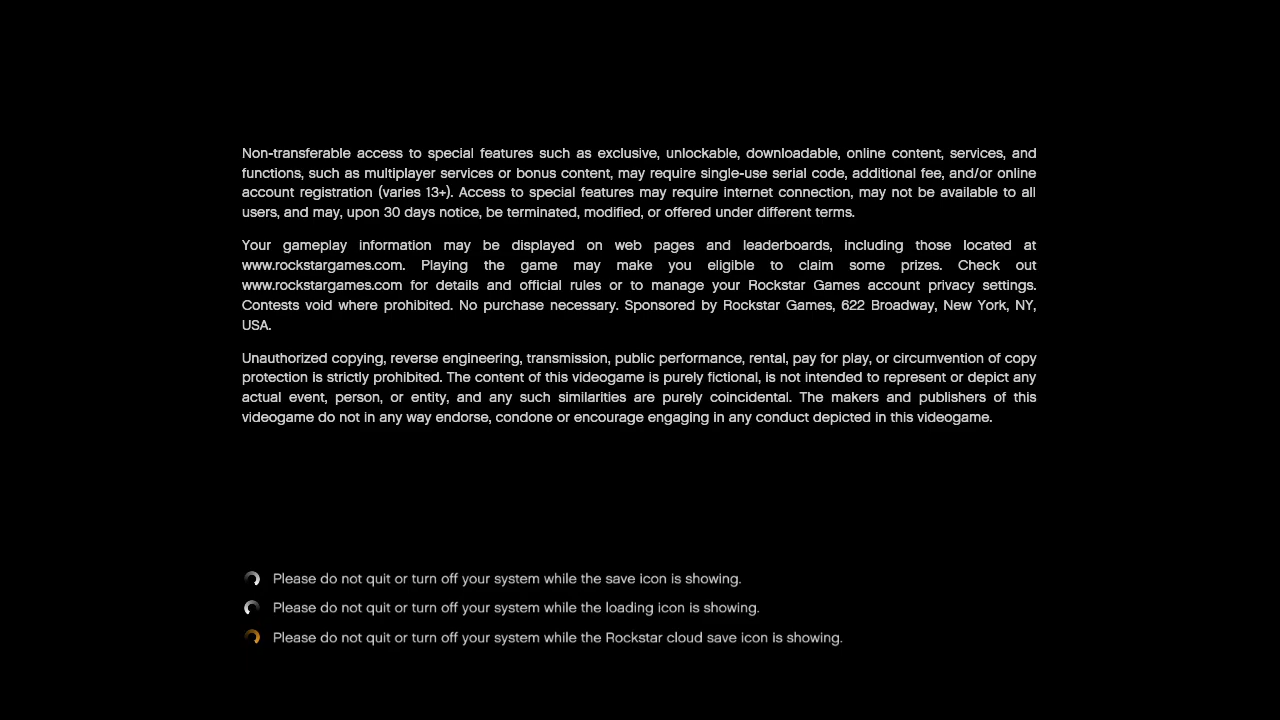 Non-transferable access to special features such as exclusive, unlockable, downloadable, online content, services, and
functions, such as multiplayer services or bonus content, may require single-use serial code, additional fee, and/or online
account registration (varies 13+). Access to special features may require internet connection, may not be available to all
users, and may, upon 30 days notice, be terminated, modified, or offered under different terms.
Your gameplay information may be displayed on web pages and leaderboards, including those located at
www.rockstargames.com. Playing the game may make you eligible to claim some prizes. Check out
www.rockstargames.com for details and official rules or to manage your Rockstar Games account privacy settings.
Contests void where prohibited. No purchase necessary. Sponsored by Rockstar Games, 622 Broadway, New York, NY,
USA.
Unauthorized copying, reverse engineering, transmission, public performance, rental, pay for play, or circumvention of copy
protection is strictly prohibited. The content of this videogame is purely fictional, is not intended to represent or depict any
actual event, person, or entity, and any such similarities are purely coincidental. The makers and publishers of this
videogame do not in any way endorse, condone or encourage engaging in any conduct depicted in this videogame.
Please do not quit or turn off your system while the save icon is showing.
Please do not quit or turn off your system while the loading icon is showing.
Please do not quit or turn off your system while the Rockstar cloud save icon is showing.